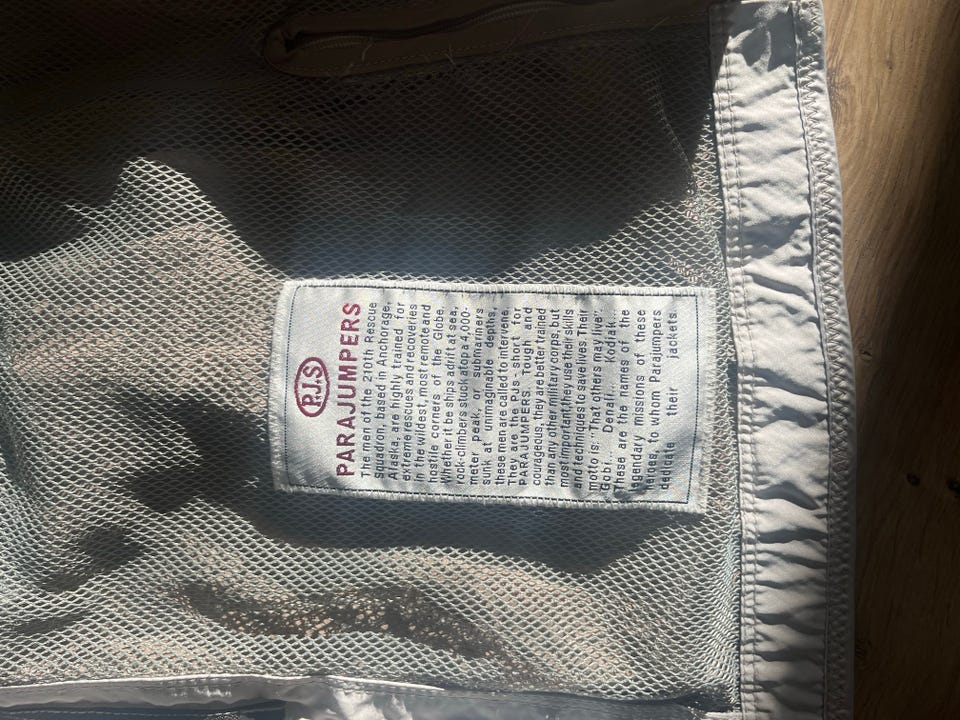 P.J.S
PARAJUMPERS
The men of the 210th Rescue
squadron, based in Anchorage,
Alaska, are highly trained for
extreme rescues and recoveries
in the wildest, most remote and
hostile corners of the Globe.
Whether it be ships adrift at sea,
rock-climbers stuck atop a 4,000-
meter peak, or submariners
sunk at unimaginable depths,
these men are called to intervene.
They are the PJs - short for
PARAJUMPERS. Tough and
courageous, they are better trained
than any other military corps, but
most important, they use their skills
and techniques to save lives. Their
motto is: "That others may live".
Gobi... Denali... Kodiak...
These are the names of the
legendary missions of these
heroes, to whom Parajumpers
dedicate their jackets.